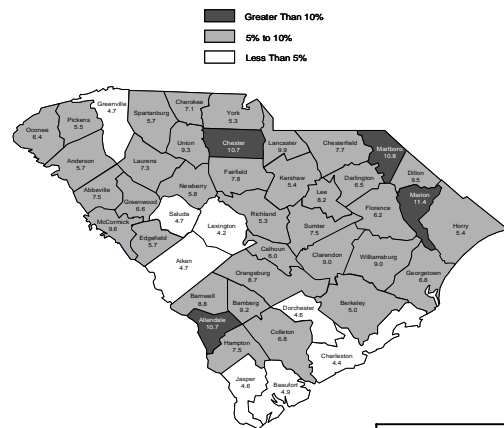 Greater Than 10%
5% to 10%
Less Than 5%
Greenville
4.7
Cherokee
7.1
Pickens
5.5
Spartanburg
5.7
York
5.3
Oconee
6.4
Union
9.3
Chester
10.7
Lancaster
9.9
Chesterfield
7.7
Marlboro
10.8
Anderson
5.7
Laurens
7.3
Fairfield
7.8
Kershaw
5.4
Darlington
6.5
Dillon
9.5
Abbeville
7.5
Greenwood
6.6
Newberry
5.8
Lee
8.2
Florence
6.2
Marion
11.4
McCormick
9.6
Saluda
4.7
Lexington
4.2
Richland
5.3
Sumter
7.5
Horry
5.4
Edgefield
5.7
Calhoun
6.0
Clarendon
9.0
Williamsburg
9.0
Aiken
4.7
Orangeburg
8.7
Georgetown
6.8
Barnwell
8.8
Bamberg
9.2
Dorchester
4.6
Berkeley
5.0
Allendale
10.7
Colleton
6.8
Hampton
7.5
Charleston
4.4
Jasper
4.6
Beaufort
4.9